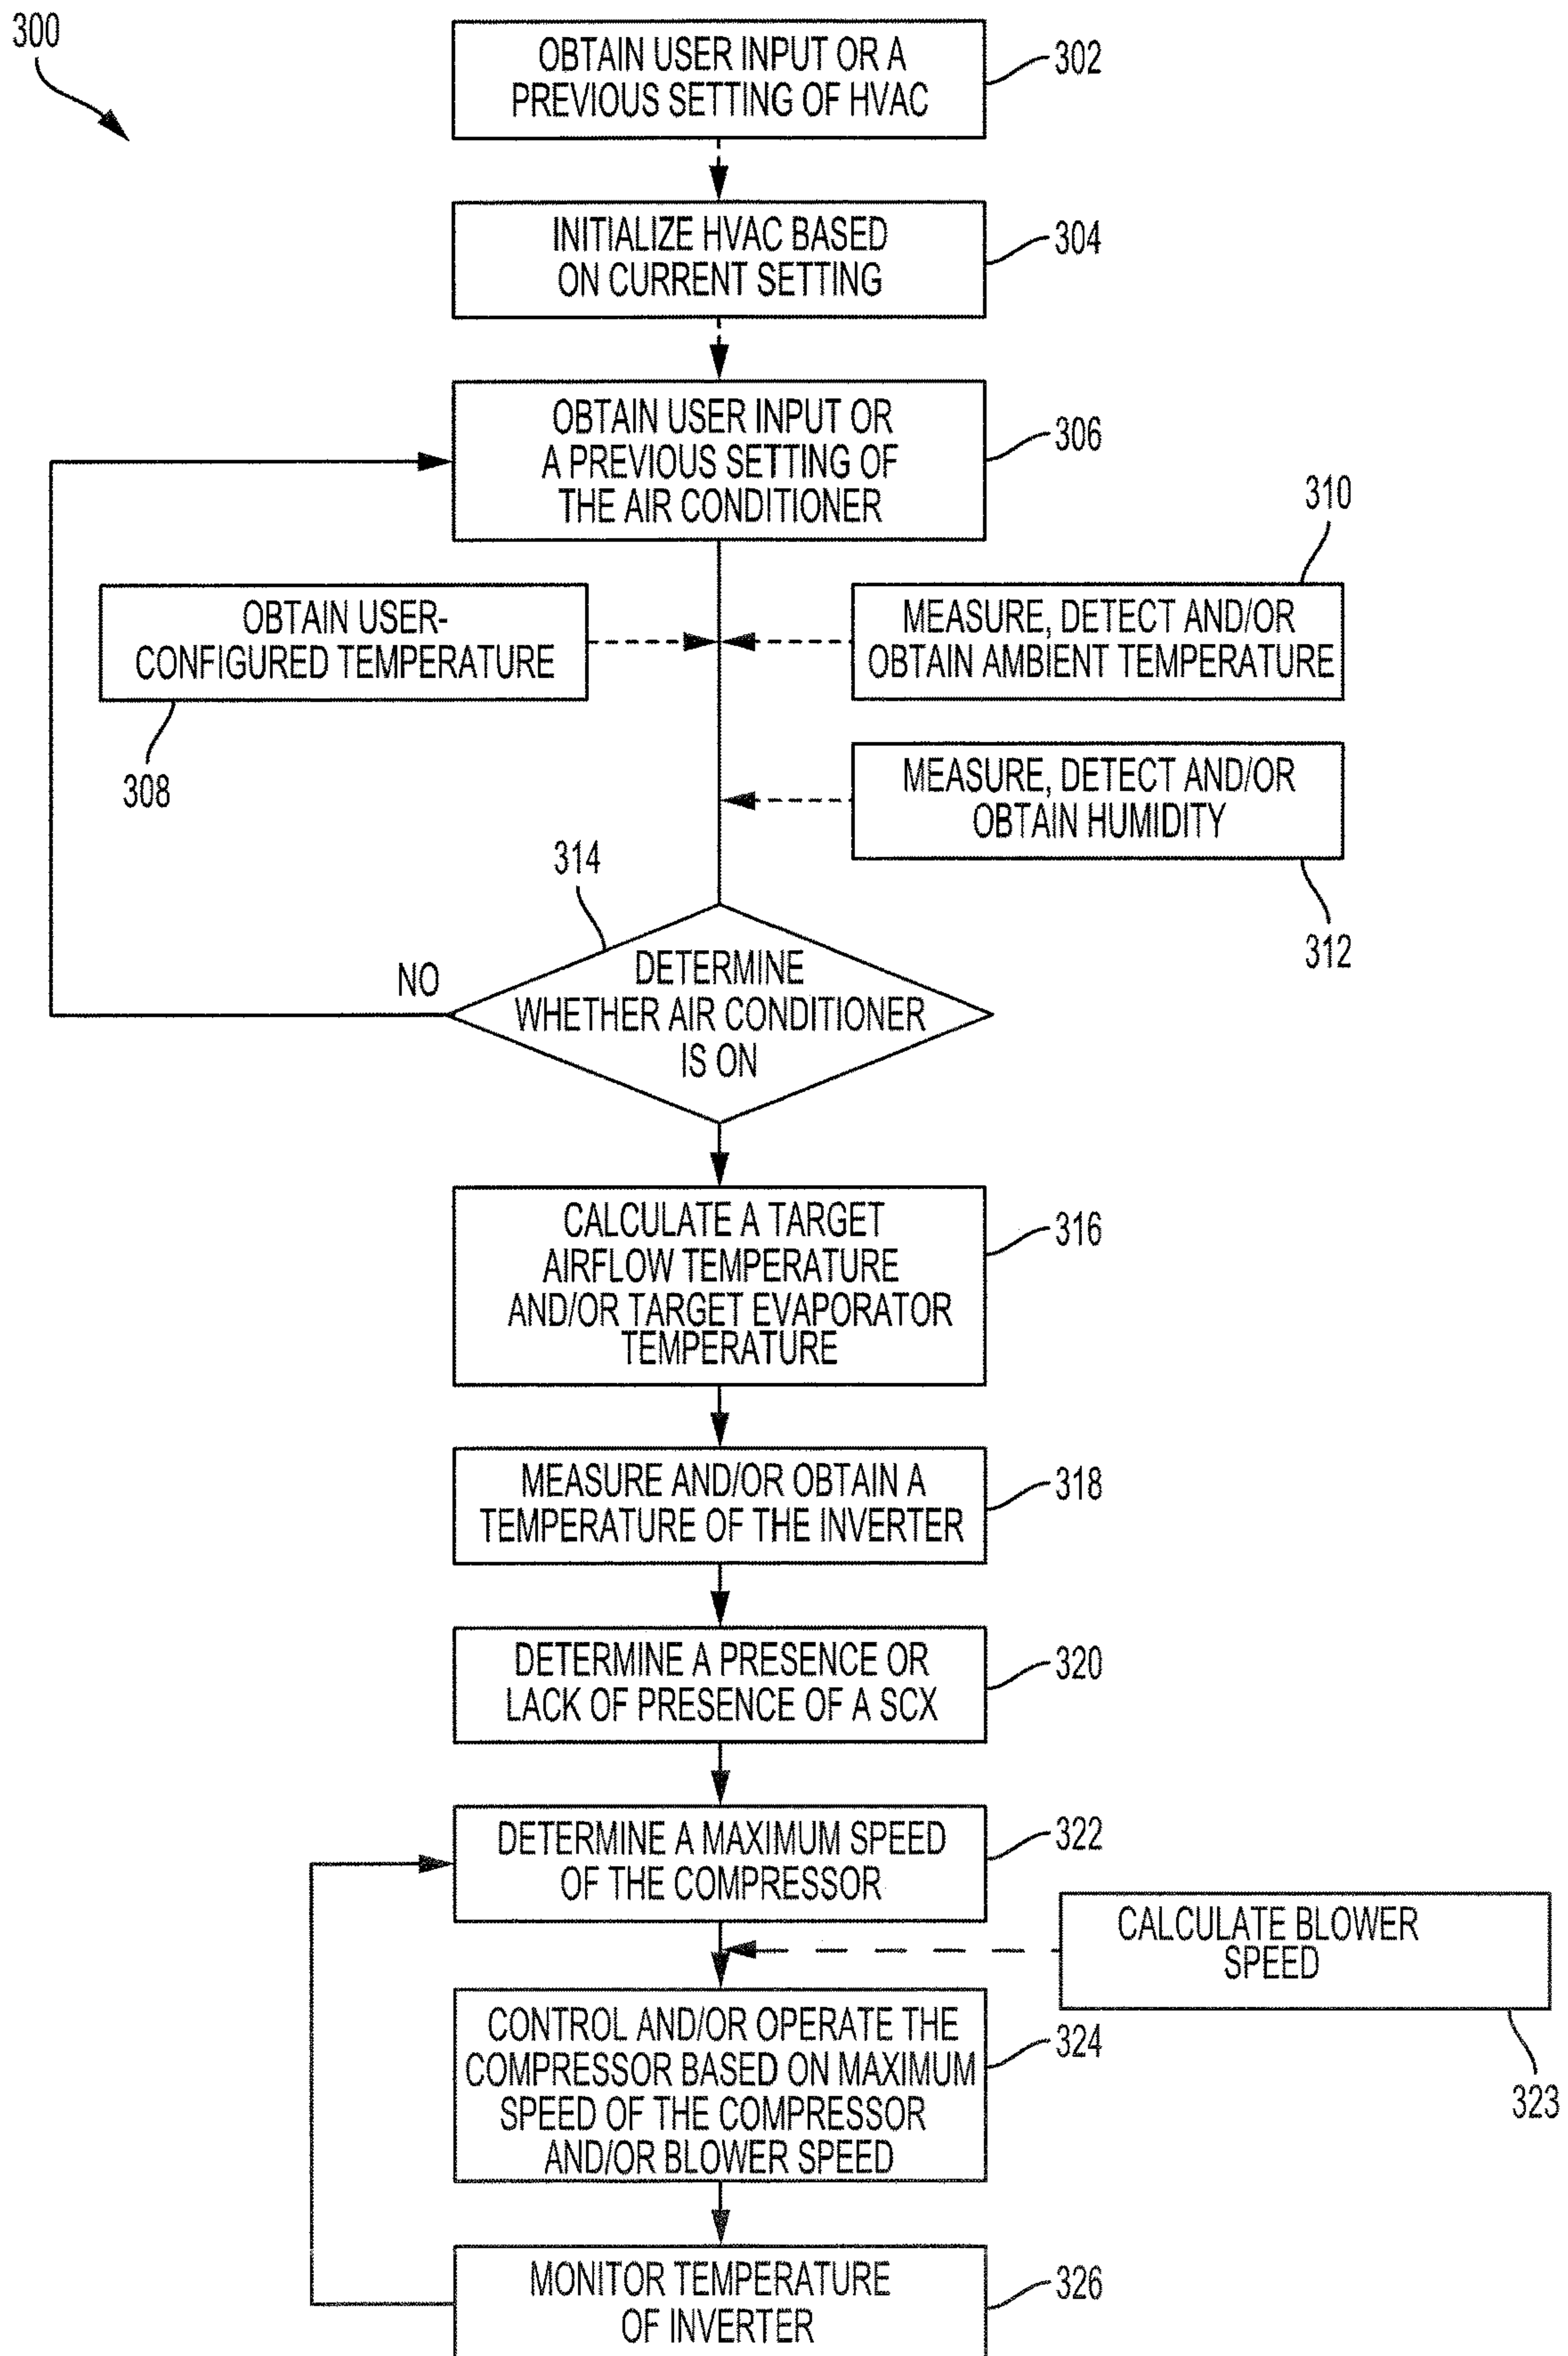 300
OBTAIN USER INPUT OR A
PREVIOUS SETTING OF HVAC
302
INITIALIZE HVAC BASED
ON CURRENT SETTING
304
OBTAIN USER INPUT OR
A PREVIOUS SETTING OF
THE AIR CONDITIONER
306
OBTAIN USER-
CONFIGURED TEMPERATURE
308
310
MEASURE, DETECT AND/OR
OBTAIN AMBIENT TEMPERATURE
MEASURE, DETECT AND/OR
OBTAIN HUMIDITY
312
314
NO
DETERMINE
WHETHER AIR CONDITIONER
IS ON
CALCULATE A TARGET
AIRFLOW TEMPERATURE
AND/OR TARGET EVAPORATOR
TEMPERATURE
316
MEASURE AND/OR OBTAIN A
TEMPERATURE OF THE INVERTER
318
DETERMINE A PRESENCE OR
LACK OF PRESENCE OF A SCX
320
DETERMINE A MAXIMUM SPEED
OF THE COMPRESSOR
322
CALCULATE BLOWER
SPEED
323
CONTROL AND/OR OPERATE THE
COMPRESSOR BASED ON MAXIMUM
SPEED OF THE COMPRESSOR
AND/OR BLOWER SPEED
324
MONITOR TEMPERATURE
OF INVERTER
326